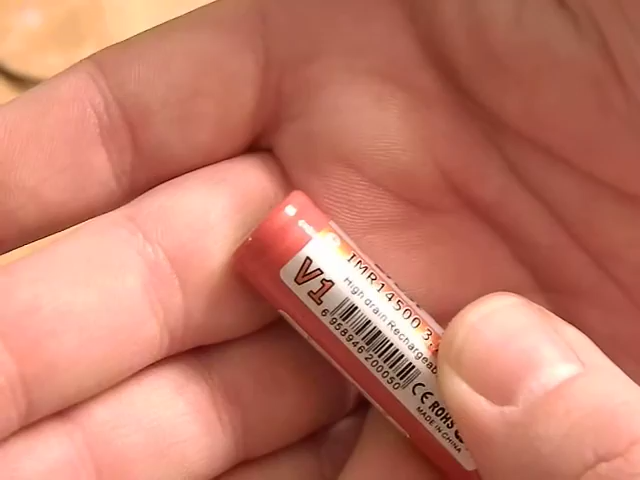 IMR14500 3.
High drain Rechargeab
V1
6 958946 200050
CE ROHS
MADE IN CHINA